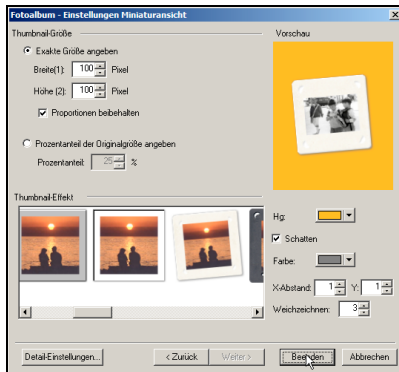 Fotoalbum - Einstellungen Miniaturansicht
Thumbnail-Größe
Exakte Größe angeben
Breite(1): 100 Pixel
Höhe (2): 100 Pixel
Proportionen beibehalten
Prozentanteil der Originalgröße angeben
Prozentanteil: 25 %
Thumbnail-Effekt
Vorschau
Hg:
Schatten
Farbe:
X-Abstand: 1 Y: 1
Weichzeichnen: 3
Detail-Einstellungen... < Zurück Weiter > Beenden Abbrechen